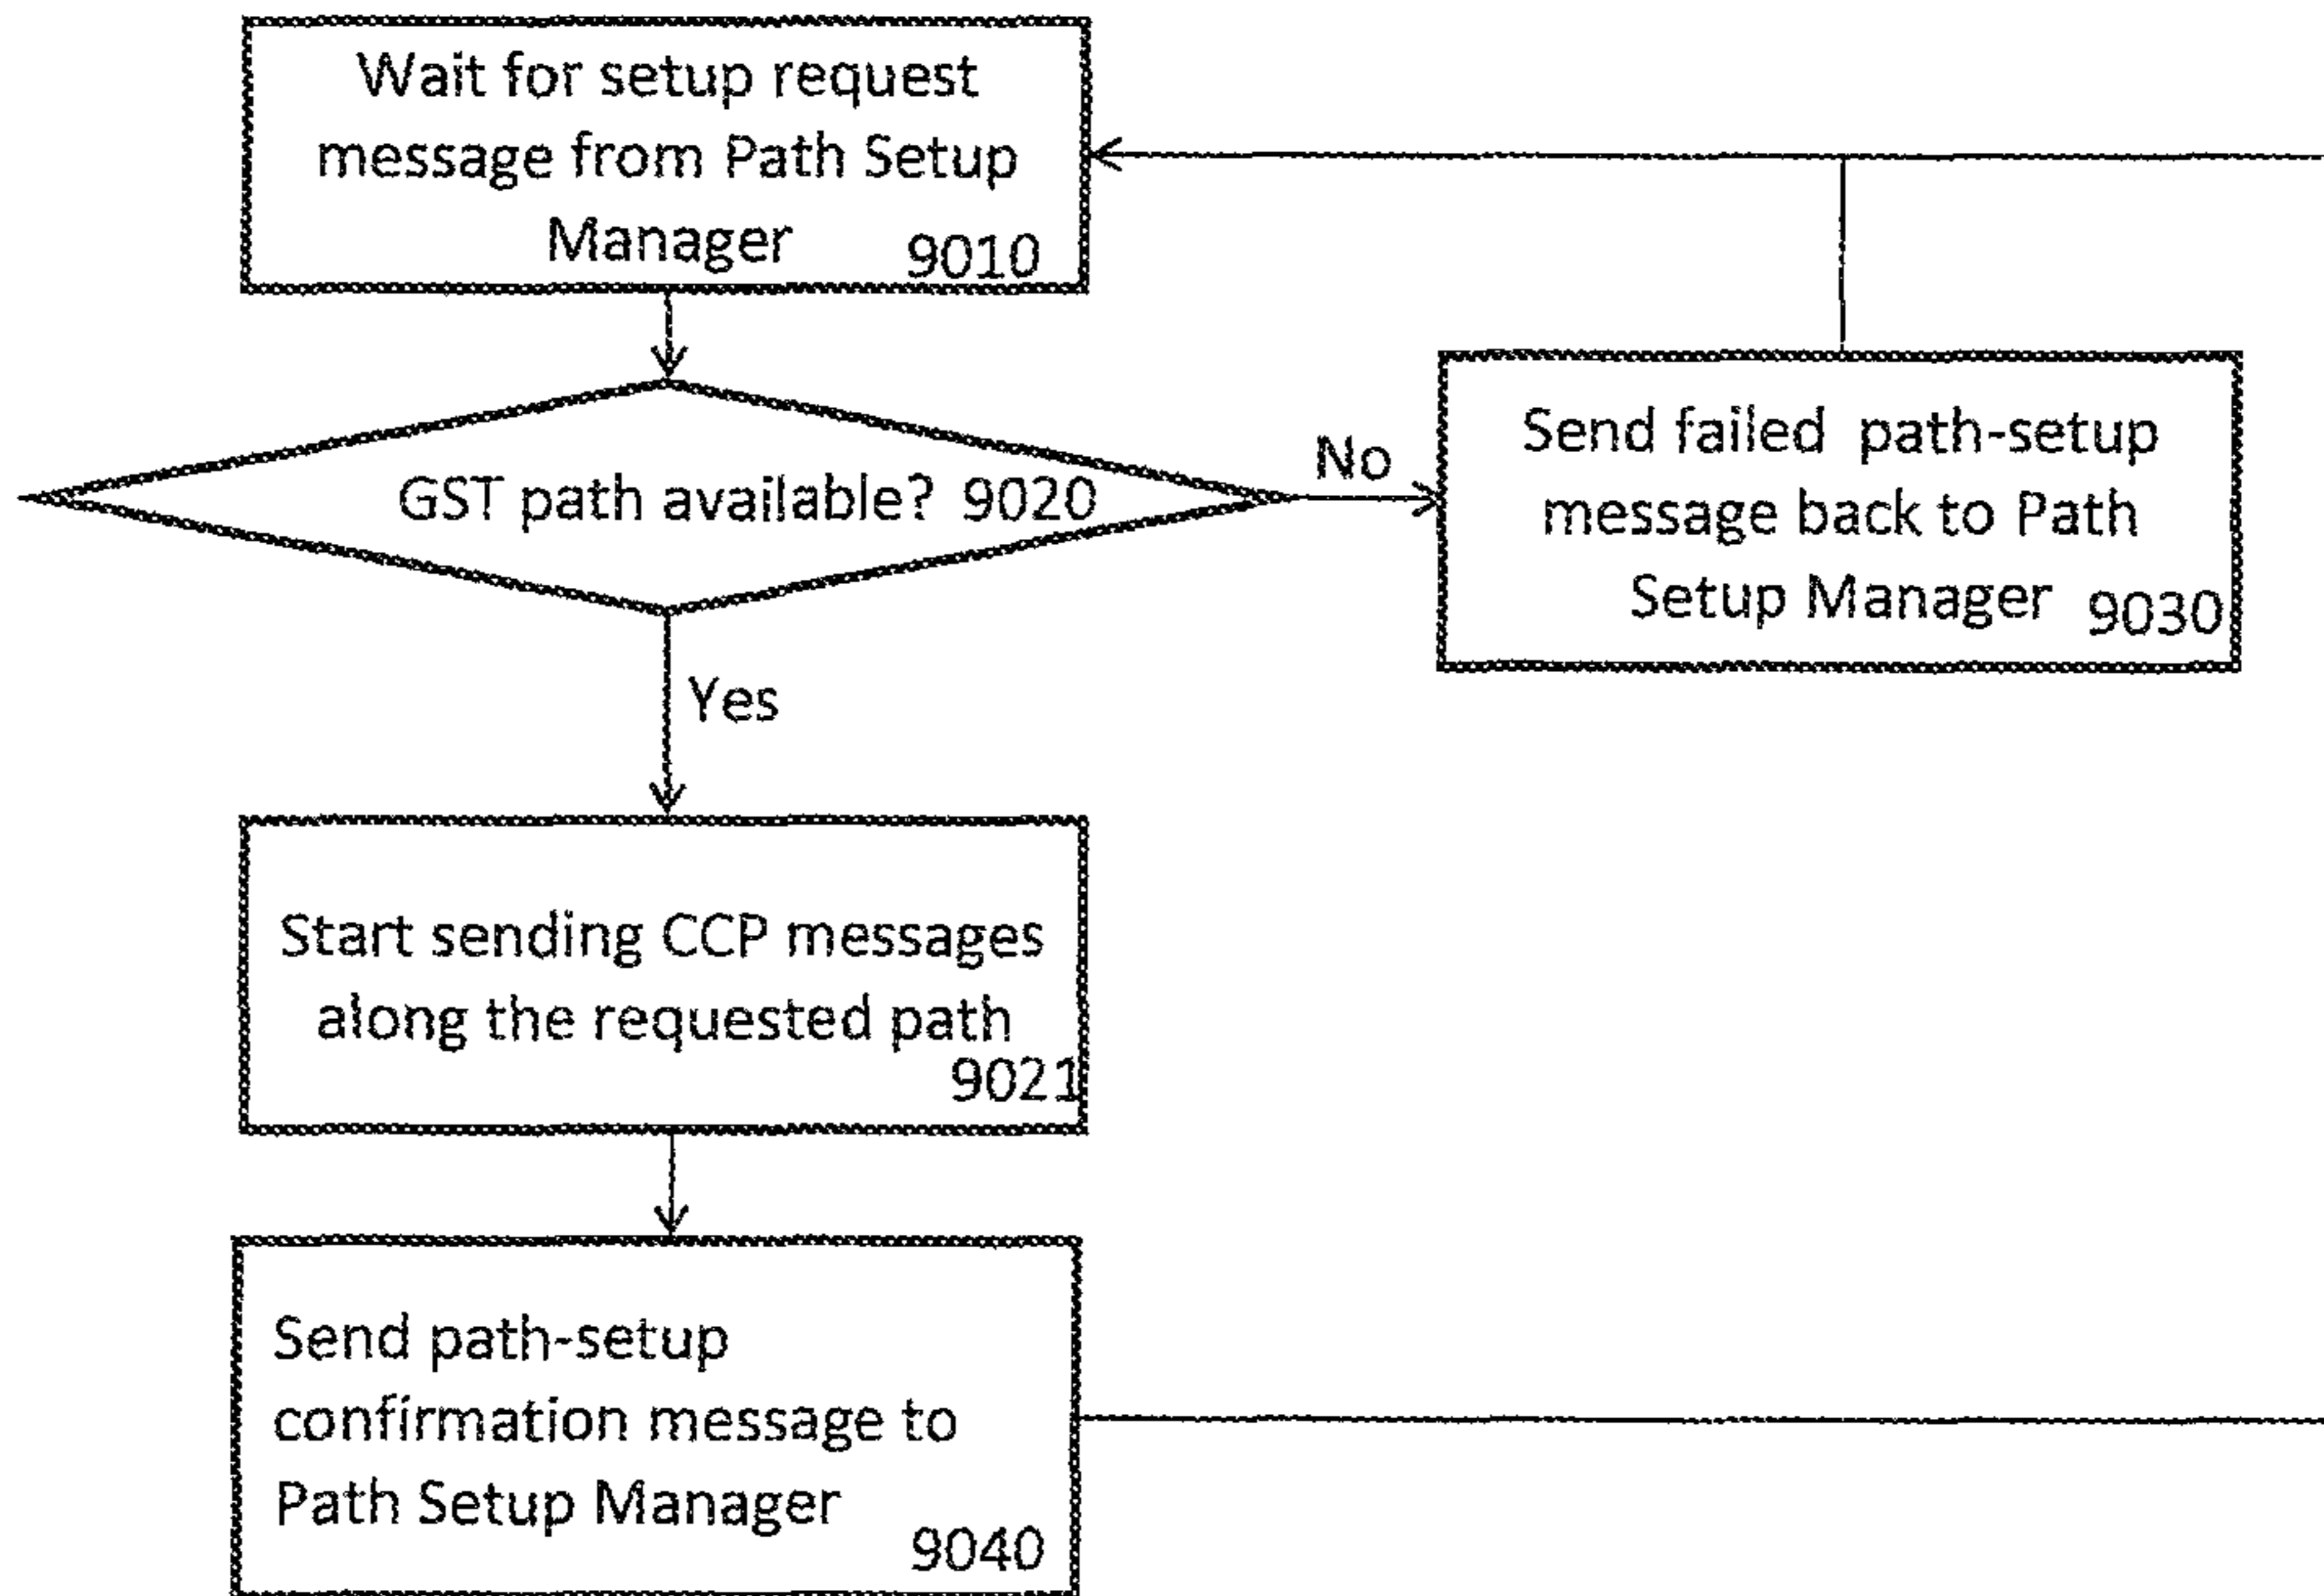 Wait for setup request
message from Path Setup
Manager 9010
GST path available? 9020
No
Send failed path-setup
message back to Path
Setup Manager 9030
Yes
Start sending CCP messages
along the requested path
9021
Send path-setup
confirmation message to
Path Setup Manager
9040